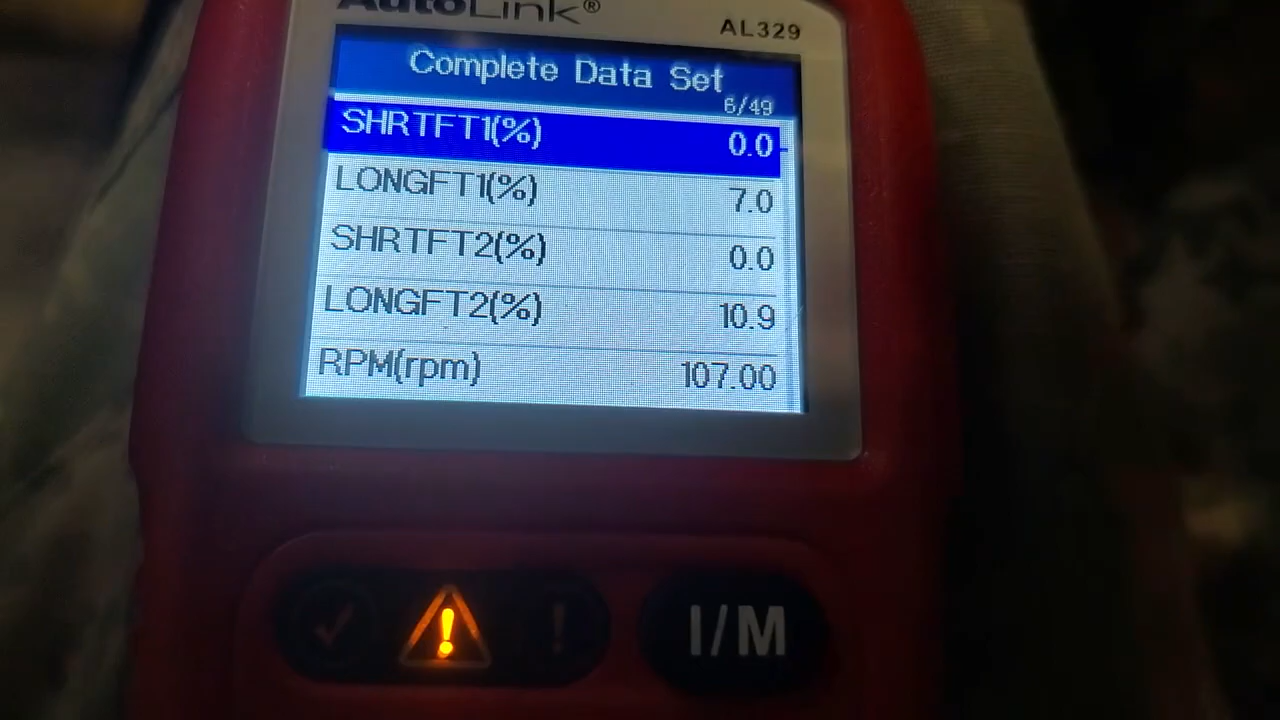 AutoLink®
AL329
Complete Data Set
6/49
SHRTFT1(%) 0.0
LONGFT1(%) 7.0
SHRTFT2(%) 0.0
LONGFT2(%) 10.9
RPM(rpm) 107.00
I/M